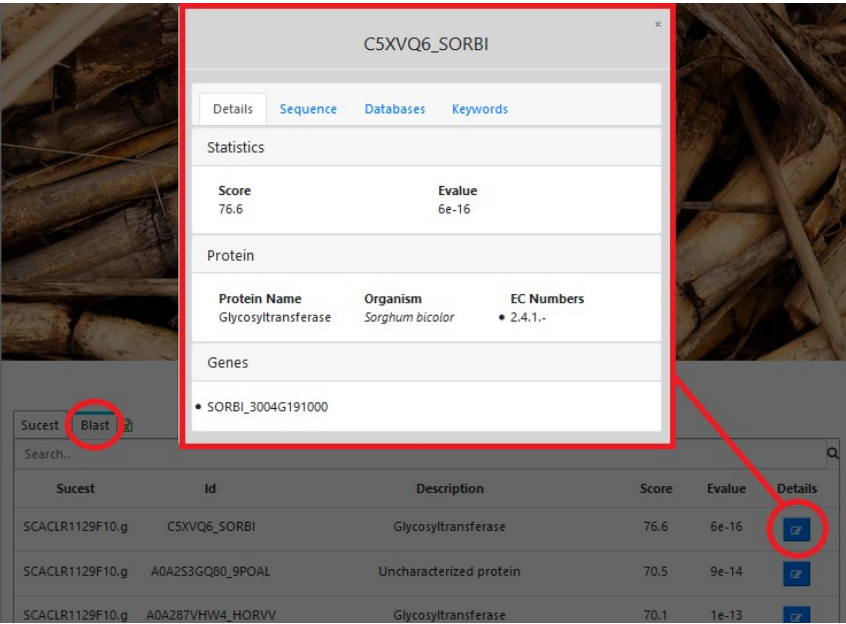 ×
C5XVQ6_SORBI
Details Sequence Databases Keywords
Statistics
Score Evalue
76.6 6e-16
Protein
Protein Name Organism EC Numbers
Glycosyltransferase Sorghum bicolor • 2.4.1.-
Genes
• SORBI_3004G191000
Sucest Blast
Search..
Sucest Id Description Score Evalue Details
SCACLR1129F10.g C5XVQ6_SORBI Glycosyltransferase 76.6 6e-16
SCACLR1129F10.g A0A2S3GQ80_9POAL Uncharacterized protein 70.5 9e-14
SCACLR1129F10.g A0A287VHW4_HORVV Glycosyltransferase 70.1 1e-13